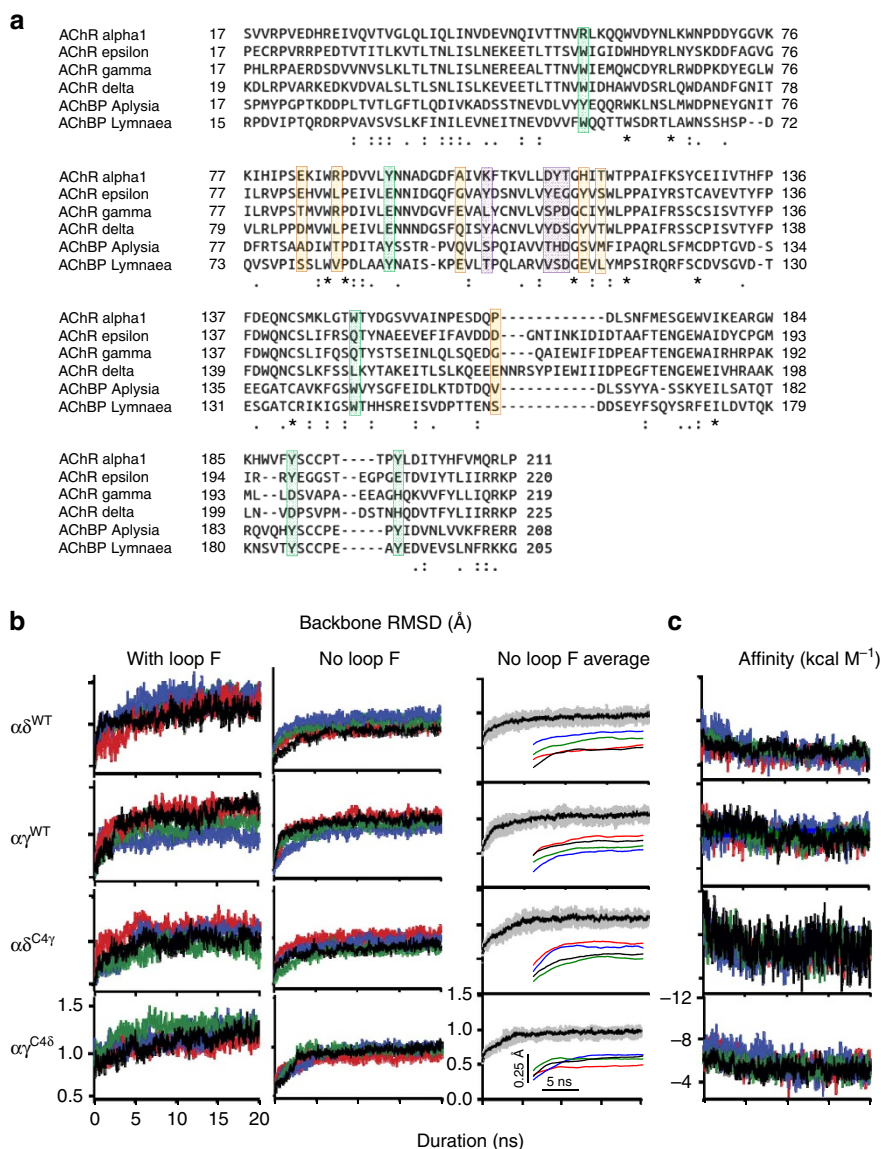 a
AChR alpha1 17 SVVRPVEDHREIVQVTVGLQLIQLINVDEVNQIVTTNVRLKQQWVDYNLKWNPDDYGGVK 76
AChR epsilon 17 PECRPVRRPEDTVTITLKVTLTNLISLNEKEETLTTSVWIGIDWHDYRLNYSKDDFAGVG 76
AChR gamma 17 PHLRPAERDSDVVNVSLKLTLTNLISLNEREEALTTNVWIEMQWCDYRLRWDPKDYEGLW 76
AChR delta 19 KDLRPVARKEDKVDVALSLTLSNLISLKEVEETLTTNVWIDHAWVDSRLQWDANDFGNIT 78
AChBP Aplysia 17 SPMYPGPTKDDPLTVTLGFTLQDIVKADSSTNEVDLVYYEQQRWKLNSLMWDPNEYGNIT 76
AChBP Lymnaea 15 RPDVIPTQRDRPVAVSVSLKFINILEVNEITNEVDVVFWQQTTWSDRTLAWNSSHSP--D 72
: : . : . : : : . . . : : * * .
AChR alpha1 77 KIHIPSEKIWRPDVVLYNNADGDFAIVKFTKVLLDYTGHITWTPPAIFKSYCEIIVTHFP 136
AChR epsilon 77 ILRVPSEHVWLPEIVLENNIDGQFGVAYDSNVLVYEGGYVSWLPPAIYRSTCAVEVTYFP 136
AChR gamma 77 ILRVPSTMVWRPDIVLENNVDGVFEVALYCNVLVSPDGCIYWLPPAIFRSSCSISVTYFP 136
AChR delta 79 VLRLPPDMVWLPEIVLENNNDGSFQISYACNVLVYDSGYVTWLPPAIFRSSCPISVTYFP 138
AChBP Aplysia 77 DFRTSAADIWTPDITAYSSTR-PVQVLSPQIAVVTHDGSVMFIPAQRLSFMCDPTGVD-S 134
AChBP Lymnaea 73 QVSVPISSLWVPDLAAYNAIS-KPEVLTPQLARVVSDGEVLYMPSIRQRFSCDVSGVD-T 130
. : * * : : . : : . : * : * * .
AChR alpha1 137 FDEQNCSMKLGTWTYDGSVVAINPESDQP------------DLSNFMESGEWVIKEARGW 184
AChR epsilon 137 FDWQNCSLIFRSQTYNAEEVEFIFAVDDD---GNTINKIDIDTAAFTENGEWAIDYCPGM 193
AChR gamma 137 FDWQNCSLIFQSQTYSTSEINLQLSQEDG----QAIEWIFIDPEAFTENGEWAIRHRPAK 192
AChR delta 139 FDWQNCSLKFSSLKYTAKEITLSLKQEEENNRSYPIEWIIIDPEGFTENGEWEIVHRAAK 198
AChBP Aplysia 135 EEGATCAVKFGSWVYSGFEIDLKTDTDQV------------DLSSYYA-SSKYEILSATQT 182
AChBP Lymnaea 131 ESGATCRIKIGSWTHHSREISVDPTTENS------------DDSEYFSQYSRFEILDVTQK 179
. . * : : : . : : : . . : *
AChR alpha1 185 KHWVFYSCCPT---TPYLDITYHFVMQRLP 211
AChR epsilon 194 IR--RYEGGST--EGPGETDVIYTLIIRRKP 220
AChR gamma 193 ML--LDSVAPA--EEAGHQKVVFYLLIQRKP 219
AChR delta 199 LN--VDPSVPM--DSTNHQDVTFYLIIRRKP 225
AChBP Aplysia 183 RQVQHYSCCPE-----PYIDVNLVVKFRERR 208
AChBP Lymnaea 180 KNSVTYSCCPE-----AYEDVEVSLNFRKKG 205
. : . : : .
b
Backbone RMSD (Å)
c
With loop F No loop F No loop F average Affinity (kcal M−1)
αδWT
αγWT
αδC4γ
αγC4δ
1.5
1.0
0.5
0 5 10 15 20
1.5
1.0
0.5
0.0
0.25 Å
5 ns
−12
−8
−4
Duration (ns)